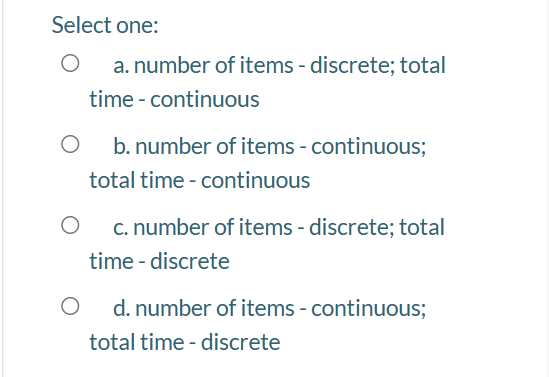 Select one:
a. number of items - discrete; total
time - continuous
b. number of items - continuous;
total time - continuous
c. number of items - discrete; total
time - discrete
d. number of items - continuous;
total time - discrete